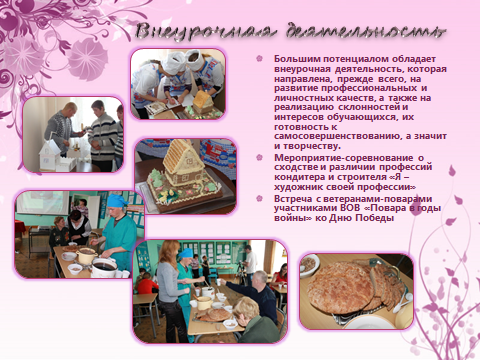 Внеурочная деятельность
Большим потенциалом обладает
внеурочная деятельность, которая
направлена, прежде всего, на
развитие профессиональных и
личностных качеств, а также на
реализацию склонностей и
интересов обучающихся, их
готовность к
самосовершенствованию, а значит
и творчеству.
Мероприятие-соревнование о
сходстве и различии профессий
кондитера и строителя «Я –
художник своей профессии»
Встреча с ветеранами-поварами
участниками ВОВ «Повара в годы
войны» ко Дню Победы